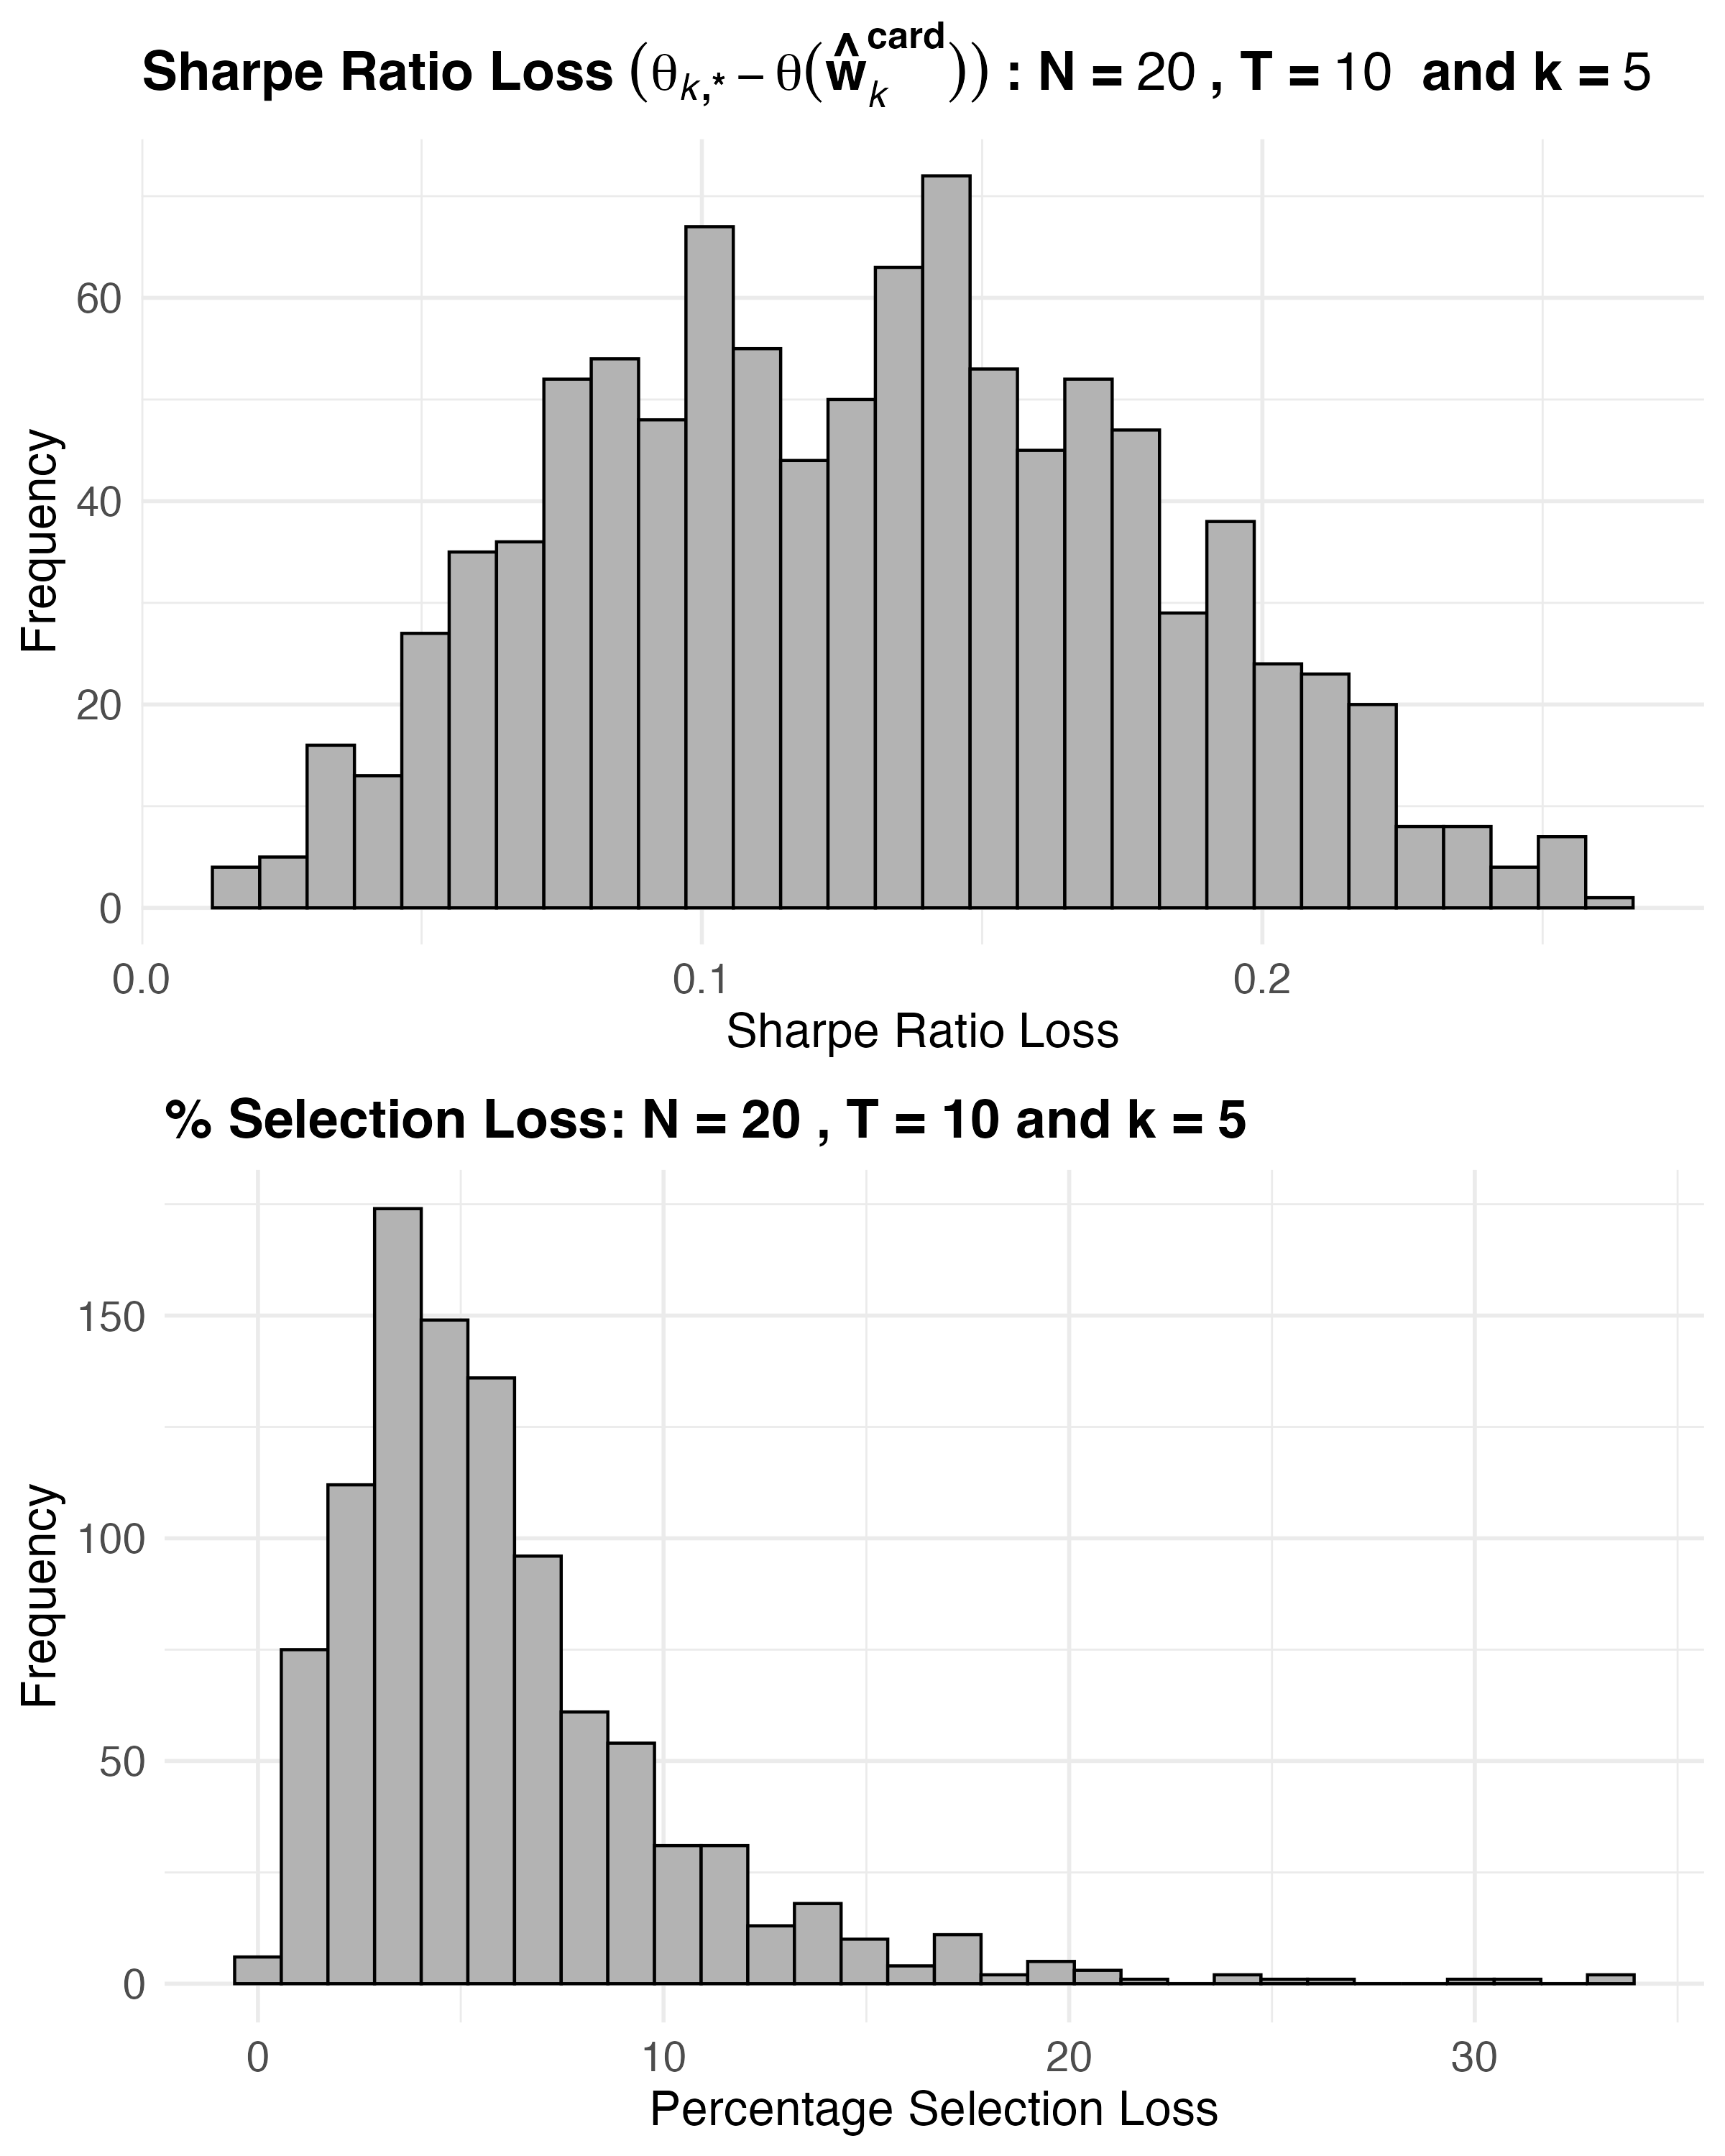 Sharpe Ratio Loss (θk,* − θ(ŵk^card)) : N = 20 , T = 10 and k = 5
60
40
20
0
Frequency
0.0 0.1 0.2
Sharpe Ratio Loss
% Selection Loss: N = 20 , T = 10 and k = 5
150
100
50
0
Frequency
0 10 20 30
Percentage Selection Loss